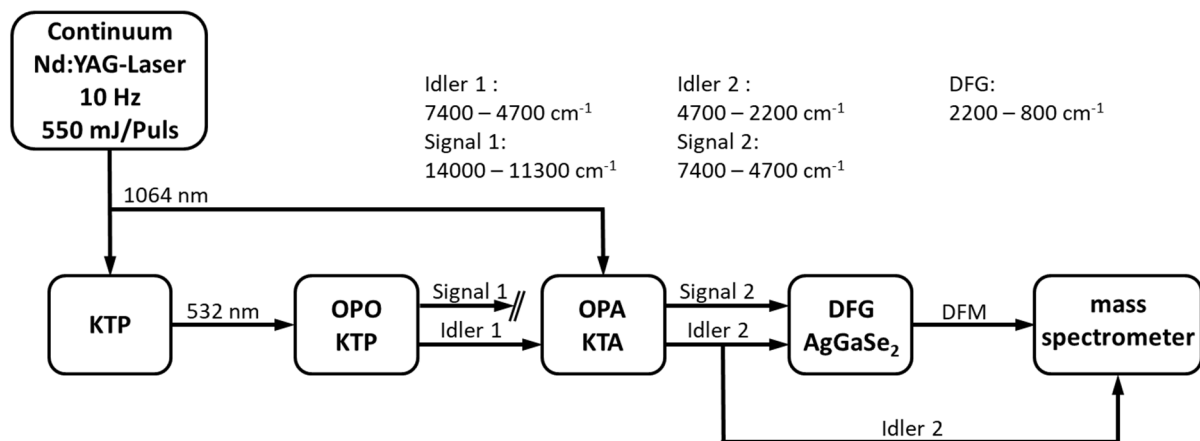 Continuum
Nd:YAG-Laser
10 Hz
550 mJ/Puls
Idler 1 :
7400 – 4700 cm⁻¹
Signal 1:
14000 – 11300 cm⁻¹
Idler 2 :
4700 – 2200 cm⁻¹
Signal 2:
7400 – 4700 cm⁻¹
DFG:
2200 – 800 cm⁻¹
1064 nm
KTP
532 nm
OPO
KTP
Signal 1
Idler 1
OPA
KTA
Signal 2
Idler 2
DFG
AgGaSe₂
DFM
mass
spectrometer
Idler 2